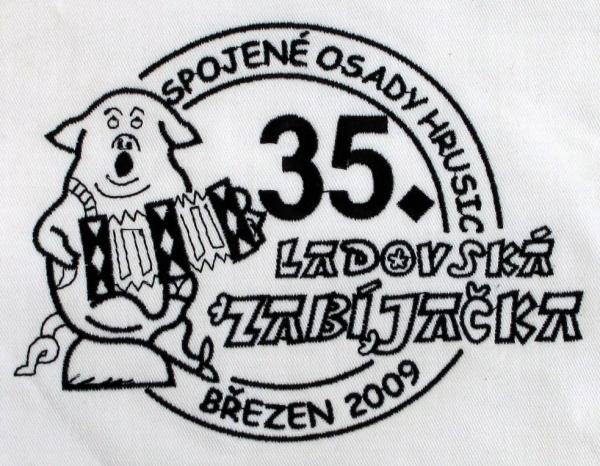 SPOJENÉ OSADY HRUSIC
35.
LADOVSKÁ
ZABÍJAČKA
BŘEZEN 2009